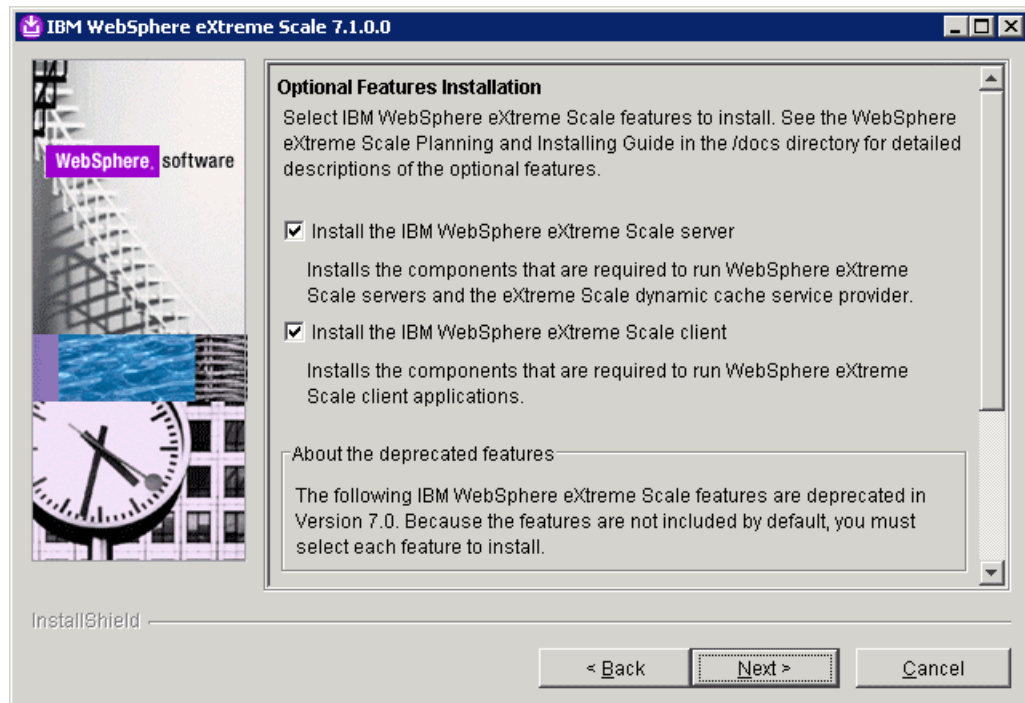 IBM WebSphere eXtreme Scale 7.1.0.0
WebSphere. software
Optional Features Installation
Select IBM WebSphere eXtreme Scale features to install. See the WebSphere
eXtreme Scale Planning and Installing Guide in the /docs directory for detailed
descriptions of the optional features.
Install the IBM WebSphere eXtreme Scale server
Installs the components that are required to run WebSphere eXtreme
Scale servers and the eXtreme Scale dynamic cache service provider.
Install the IBM WebSphere eXtreme Scale client
Installs the components that are required to run WebSphere eXtreme
Scale client applications.
About the deprecated features
The following IBM WebSphere eXtreme Scale features are deprecated in
Version 7.0. Because the features are not included by default, you must
select each feature to install.
InstallShield
< Back
Next >
Cancel